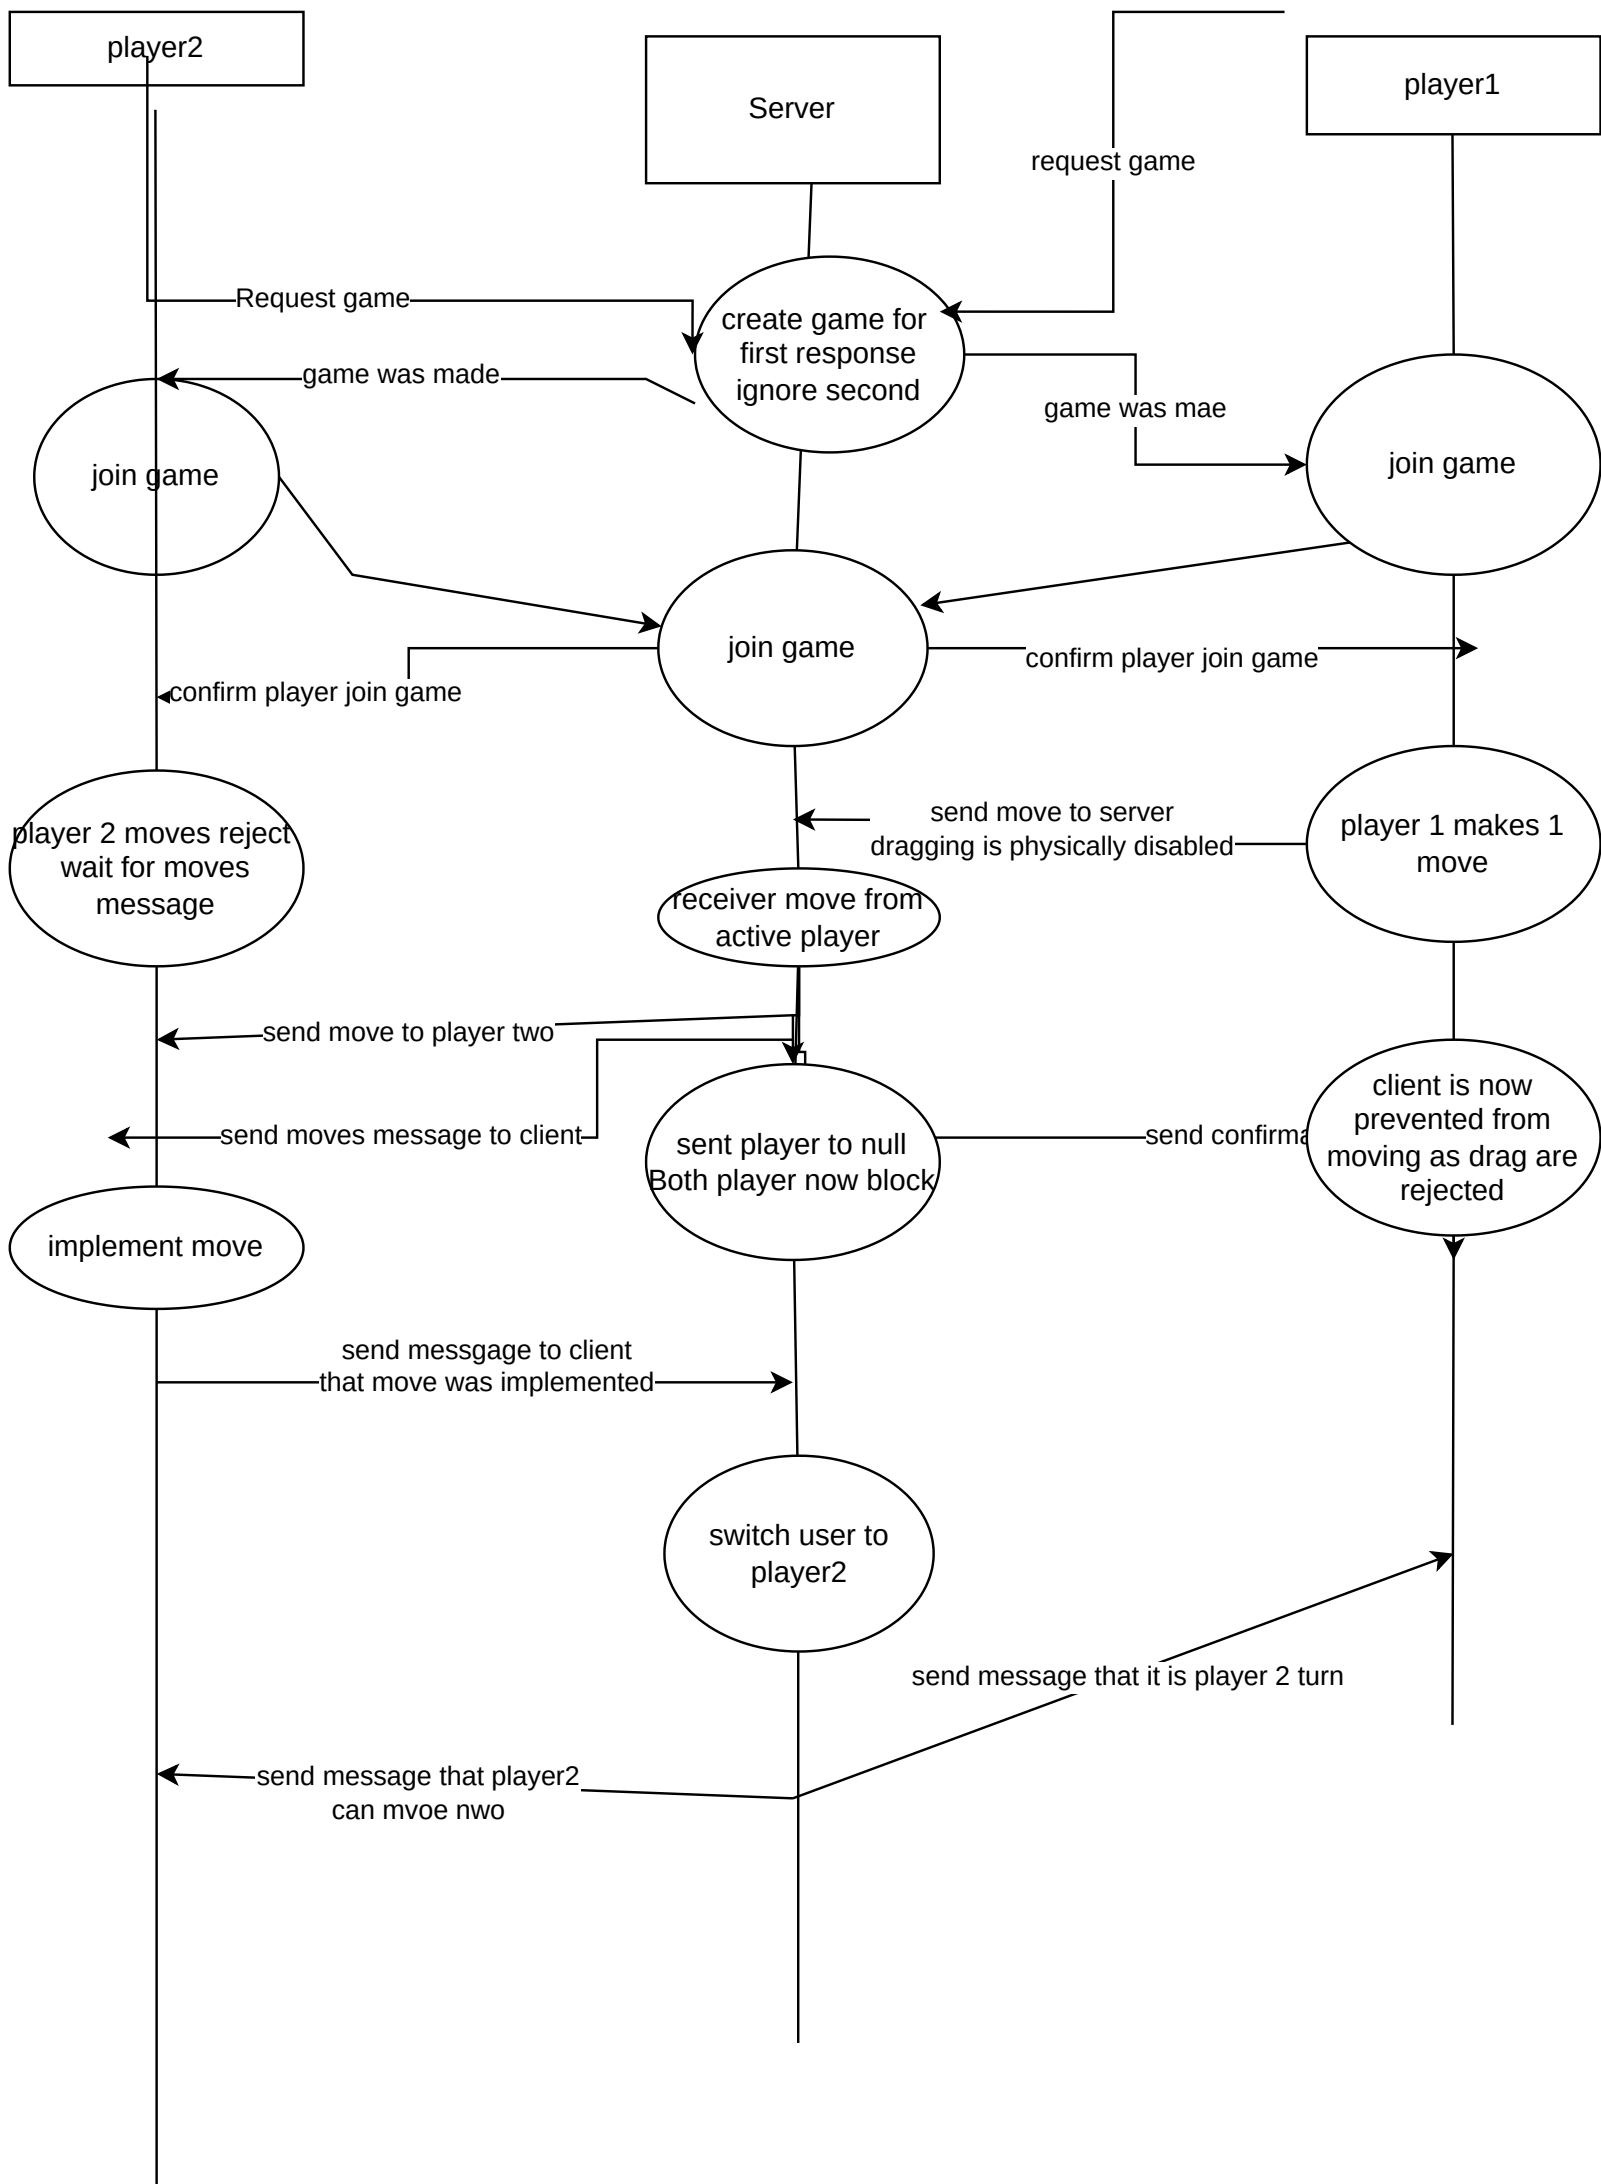 player2
Server
player1
request game
Request game
create game for
first response
ignore second
game was made
game was mae
join game
join game
join game
confirm player join game
confirm player join game
send move to server
dragging is physically disabled
player 1 makes 1
move
player 2 moves reject
wait for moves
message
receiver move from
active player
send move to player two
send moves message to client
sent player to null
Both player now block
send confirma
client is now
prevented from
moving as drag are
rejected
implement move
send messgage to client
that move was implemented
switch user to
player2
send message that it is player 2 turn
send message that player2
can mvoe nwo